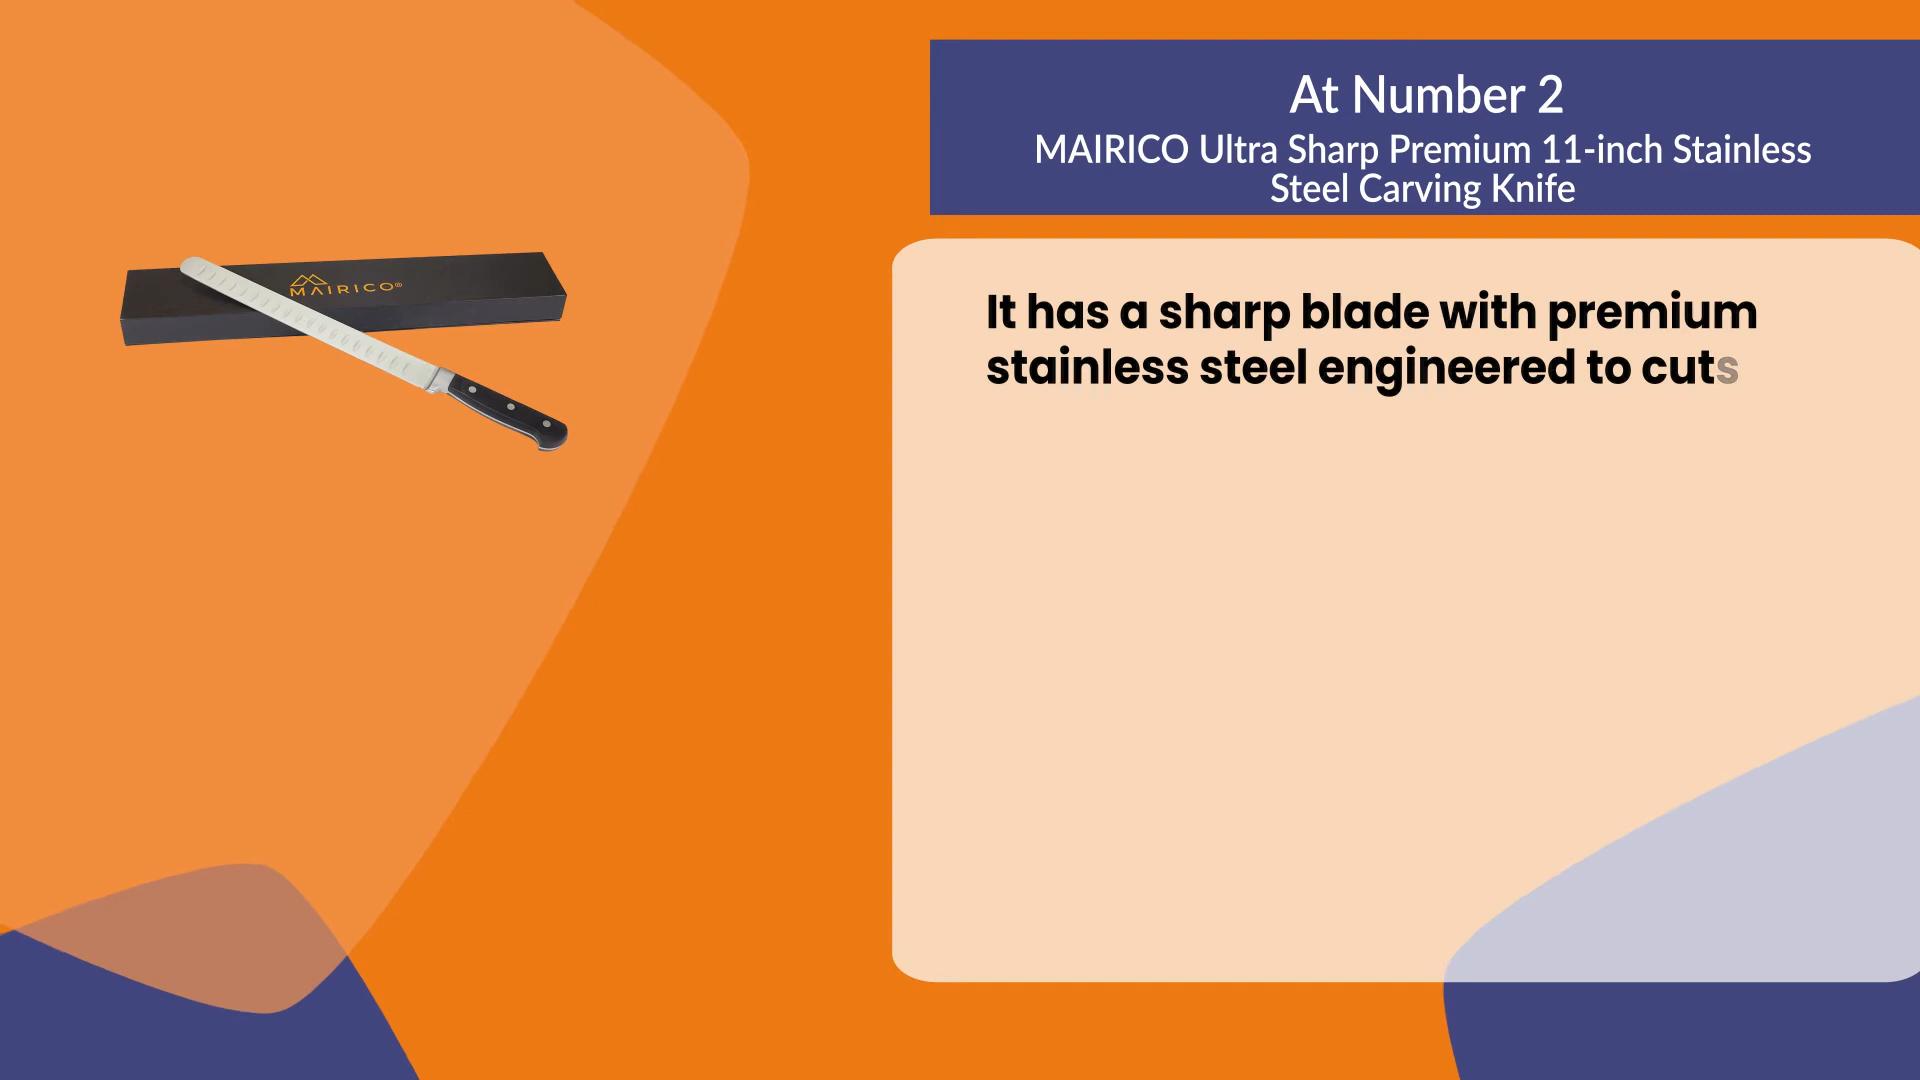 At Number 2
MAIRICO Ultra Sharp Premium 11-inch Stainless
Steel Carving Knife
MAIRICO®
It has a sharp blade with premium
stainless steel engineered to cuts